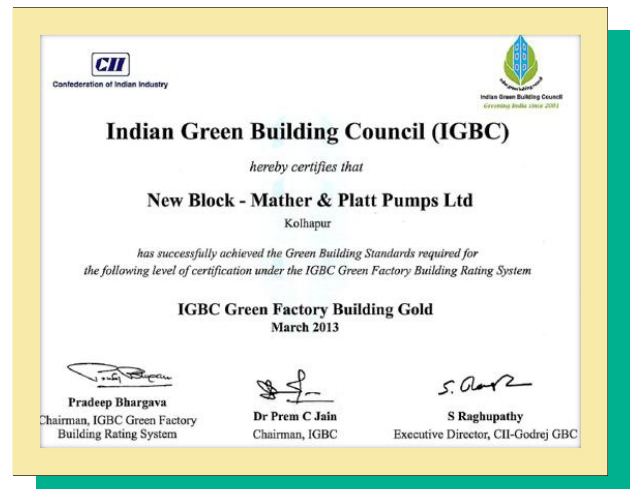 CII
Confederation of Indian Industry
Indian Green Building Council
Greening India since 2001
Indian Green Building Council (IGBC)
hereby certifies that
New Block - Mather & Platt Pumps Ltd
Kolhapur
has successfully achieved the Green Building Standards required for
the following level of certification under the IGBC Green Factory Building Rating System
IGBC Green Factory Building Gold
March 2013
Pradeep Bhargava
Chairman, IGBC Green Factory
Building Rating System
Dr Prem C Jain
Chairman, IGBC
S Raghupathy
Executive Director, CII-Godrej GBC